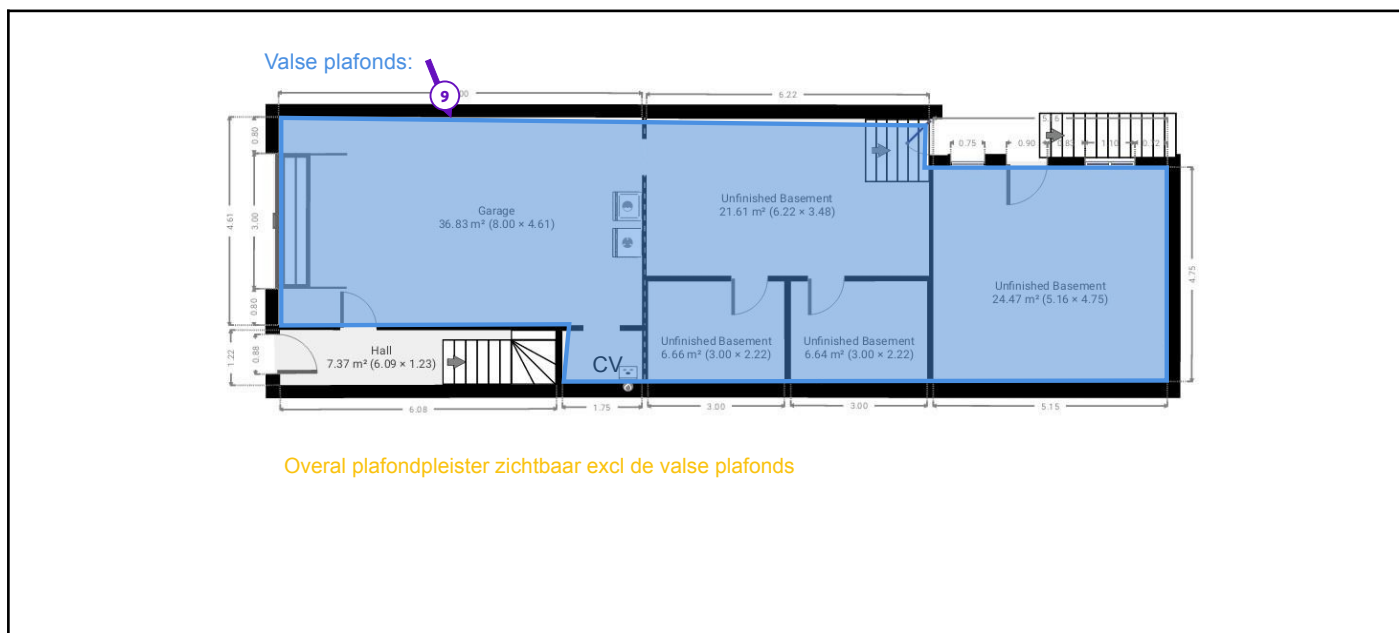 Valse plafonds:
9
6.22
0.80
4.61
3.00
0.80
0.75
0.90
1.10
Garage
36.83 m² (8.00 × 4.61)
Unfinished Basement
21.61 m² (6.22 × 3.48)
Unfinished Basement
24.47 m² (5.16 × 4.75)
4.75
Unfinished Basement
6.66 m² (3.00 × 2.22)
Unfinished Basement
6.64 m² (3.00 × 2.22)
1.22
0.88
Hall
7.37 m² (6.09 × 1.23)
CV
6.08
1.75
3.00
3.00
5.15
Overal plafondpleister zichtbaar excl de valse plafonds